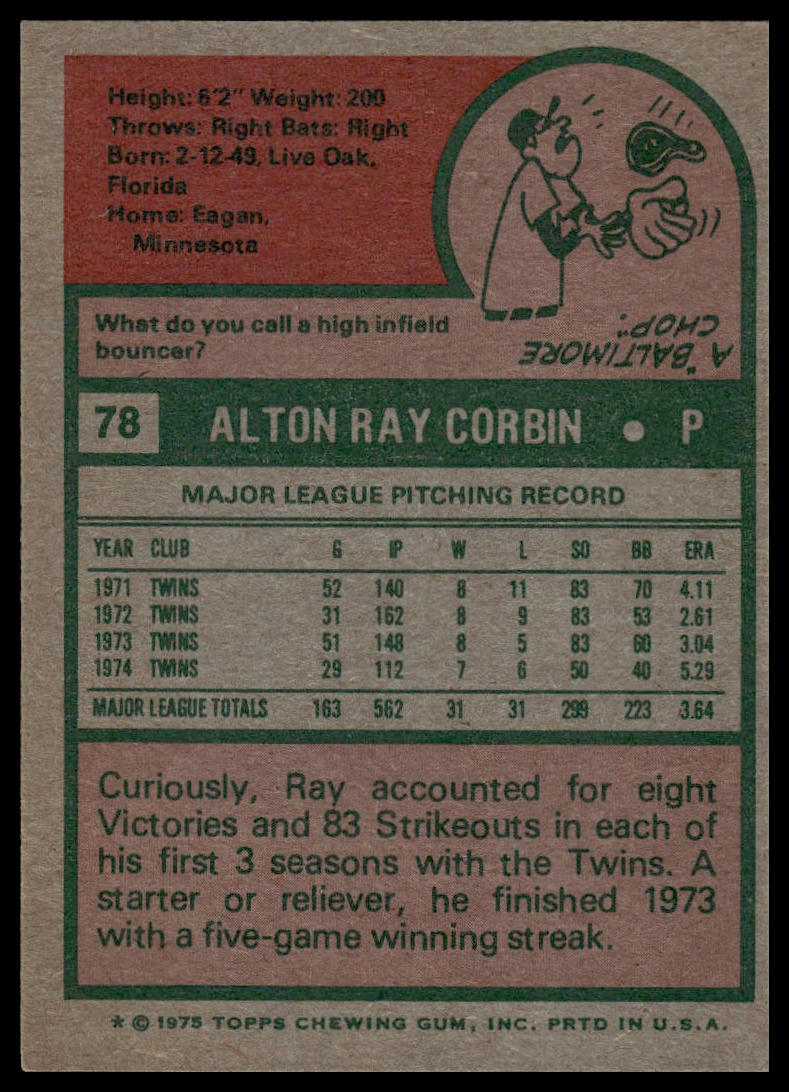 Height: 6'2" Weight: 200
Throws: Right Bats: Right
Born: 2-12-49, Live Oak,
Florida
Home: Eagan,
Minnesota
What do you call a high infield
bouncer?
A "BALTIMORE
CHOP".
78 ALTON RAY CORBIN • P
MAJOR LEAGUE PITCHING RECORD
YEAR CLUB G IP W L SO BB ERA
1971 TWINS 52 140 8 11 83 70 4.11
1972 TWINS 31 162 8 9 83 53 2.61
1973 TWINS 51 148 8 5 83 60 3.04
1974 TWINS 29 112 7 6 50 40 5.29
MAJOR LEAGUE TOTALS 163 562 31 31 299 223 3.64
Curiously, Ray accounted for eight
Victories and 83 Strikeouts in each of
his first 3 seasons with the Twins. A
starter or reliever, he finished 1973
with a five-game winning streak.
* © 1975 TOPPS CHEWING GUM, INC. PRTD IN U.S.A.